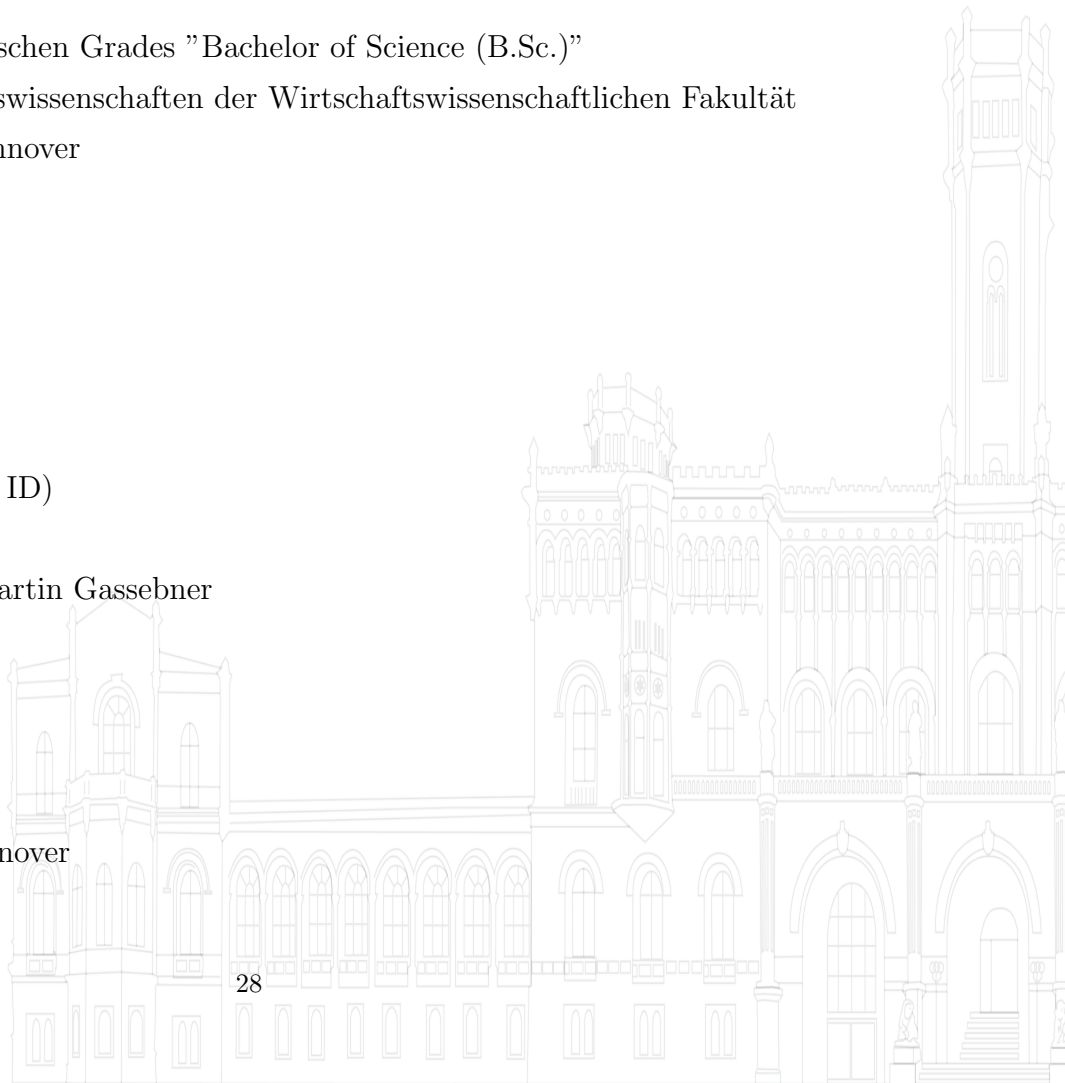 schen Grades ”Bachelor of Science (B.Sc.)”
swissenschaften der Wirtschaftswissenschaftlichen Fakultät
nnover
ID)
artin Gassebner
nover
28